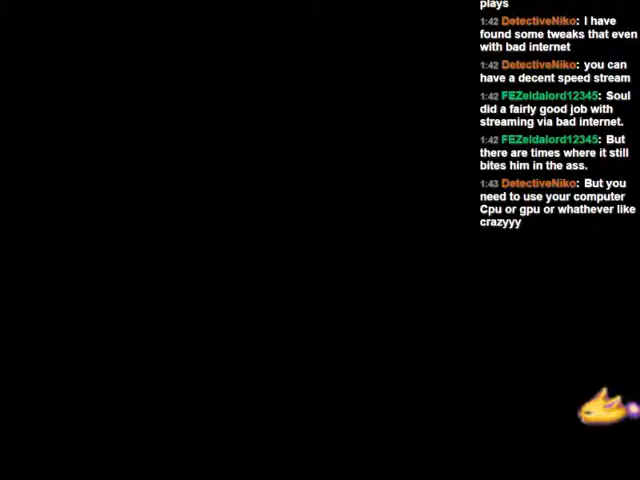 plays
1:42 DetectiveNiko: I have
found some tweaks that even
with bad internet
1:42 DetectiveNiko: you can
have a decent speed stream
1:42 FEZeldalord12345: Soul
did a fairly good job with
streaming via bad internet.
1:42 FEZeldalord12345: But
there are times where it still
bites him in the ass.
1:43 DetectiveNiko: But you
need to use your computer
Cpu or gpu or whathever like
crazyyy